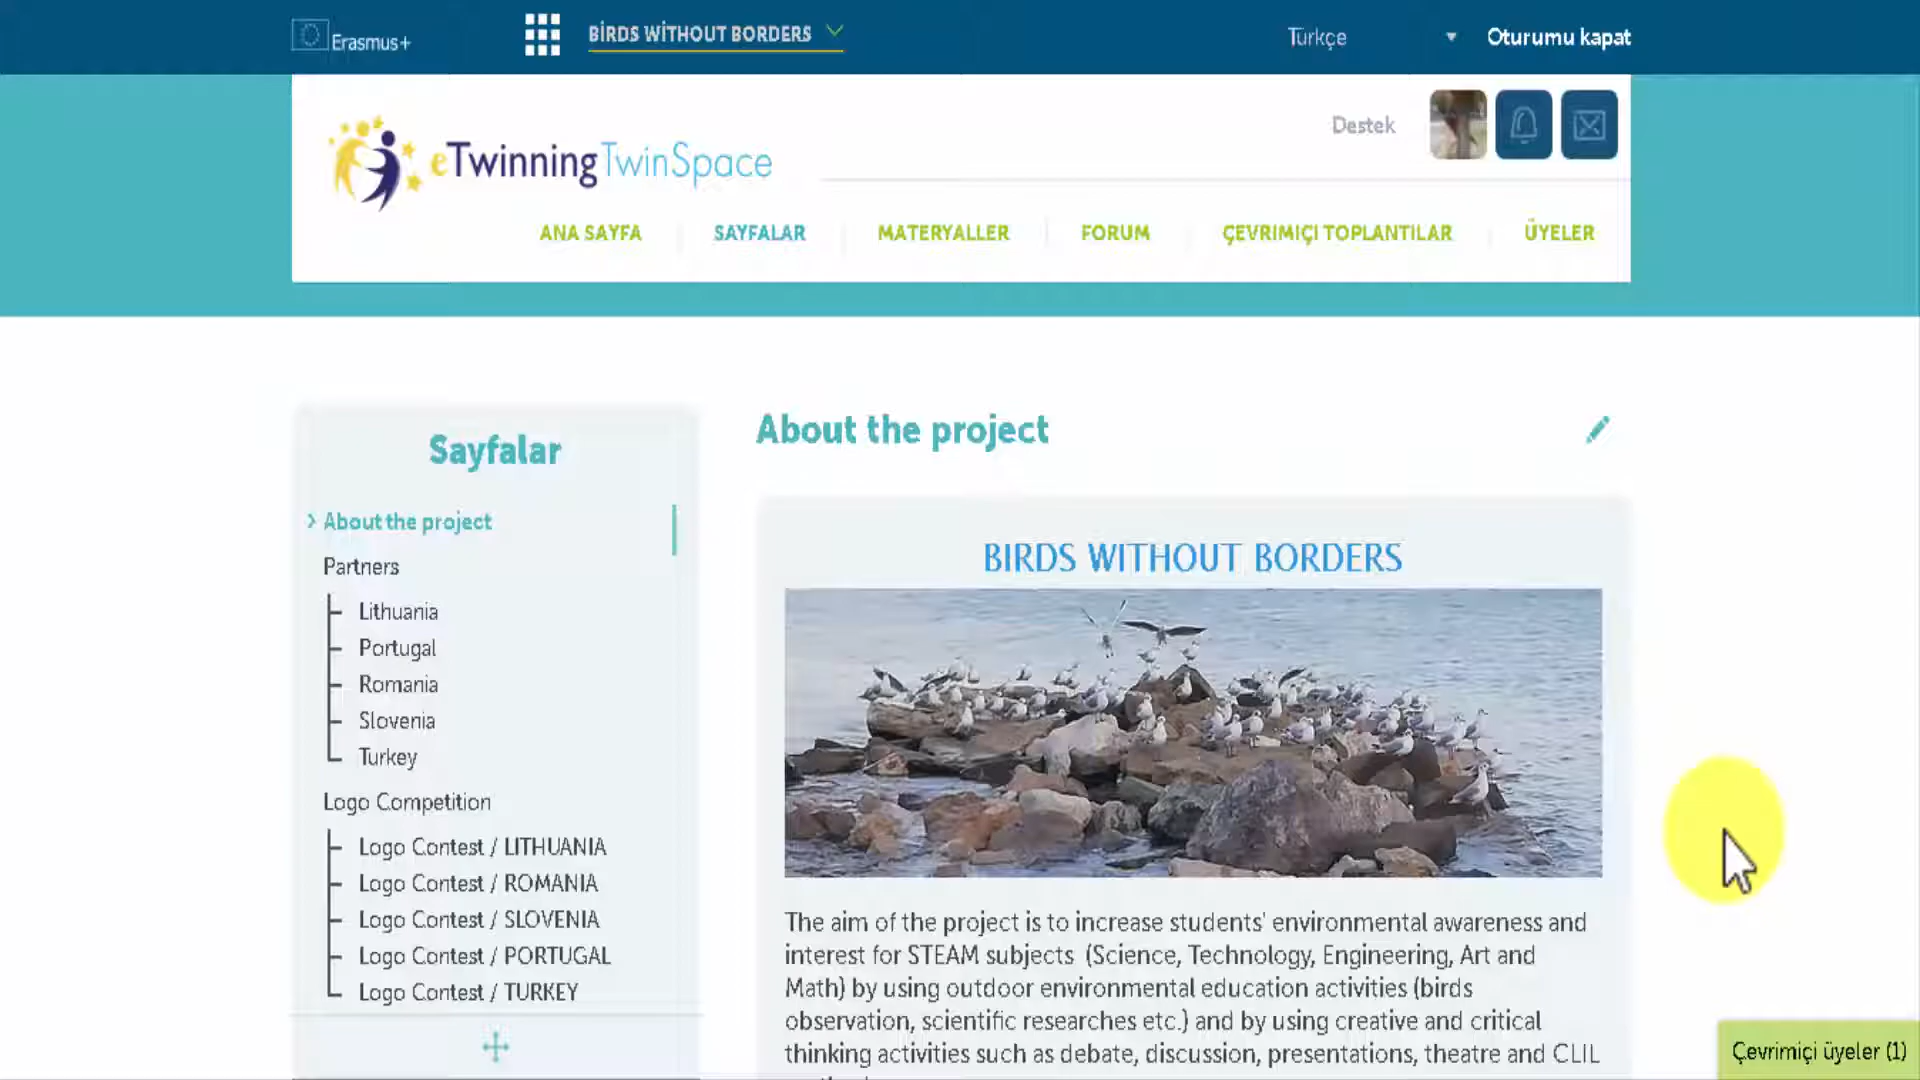 Erasmus+
BİRDS WİTHOUT BORDERS
Türkçe
Oturumu kapat
eTwinning TwinSpace
Destek
ANA SAYFA
SAYFALAR
MATERYALLER
FORUM
ÇEVRIMIÇI TOPLANTILAR
ÜYELER
Sayfalar
About the project
Partners
Lithuania
Portugal
Romania
Slovenia
Turkey
Logo Competition
Logo Contest / LITHUANIA
Logo Contest / ROMANIA
Logo Contest / SLOVENIA
Logo Contest / PORTUGAL
Logo Contest / TURKEY
About the project
BIRDS WITHOUT BORDERS
The aim of the project is to increase students' environmental awareness and
interest for STEAM subjects (Science, Technology, Engineering, Art and
Math) by using outdoor environmental education activities (birds
observation, scientific researches etc.) and by using creative and critical
thinking activities such as debate, discussion, presentations, theatre and CLIL
Çevrimiçi üyeler (1)